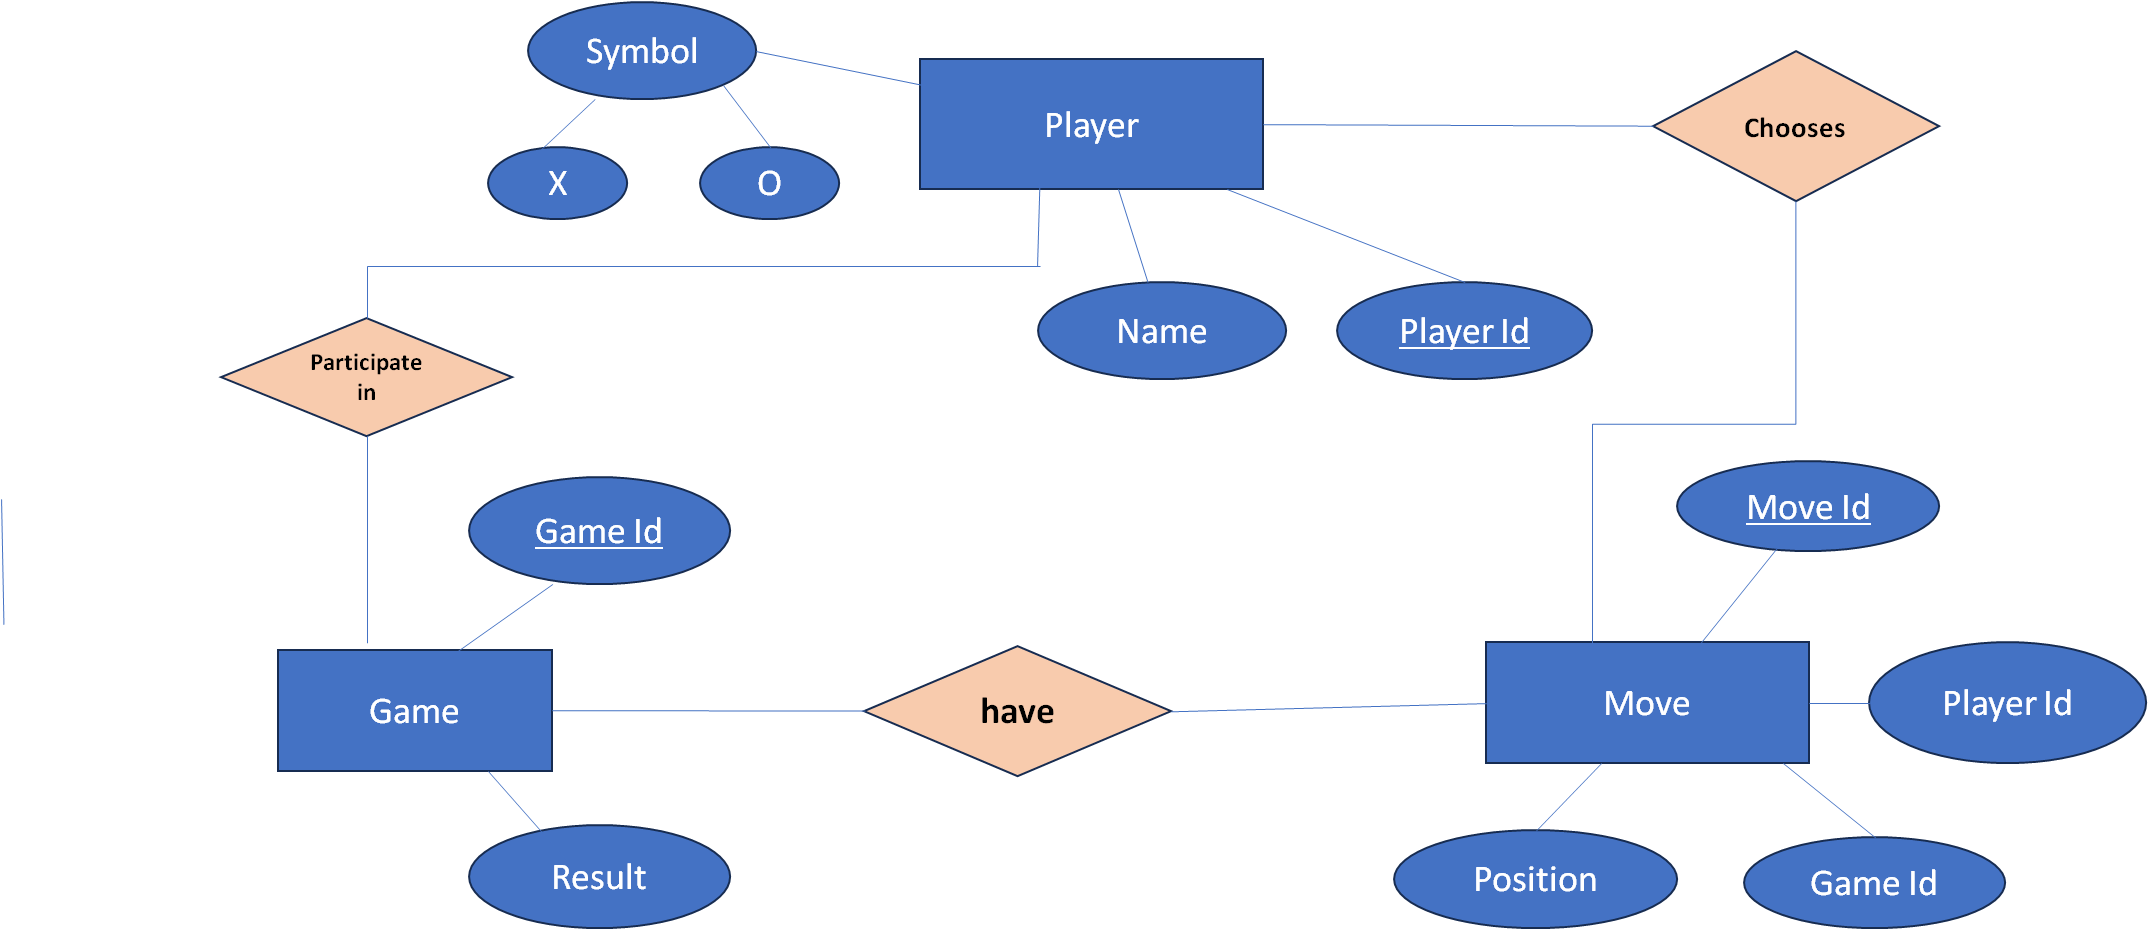 Symbol
Player
Chooses
X
O
Name
Player Id
Participate
in
Game Id
Move Id
Game
have
Move
Player Id
Result
Position
Game Id